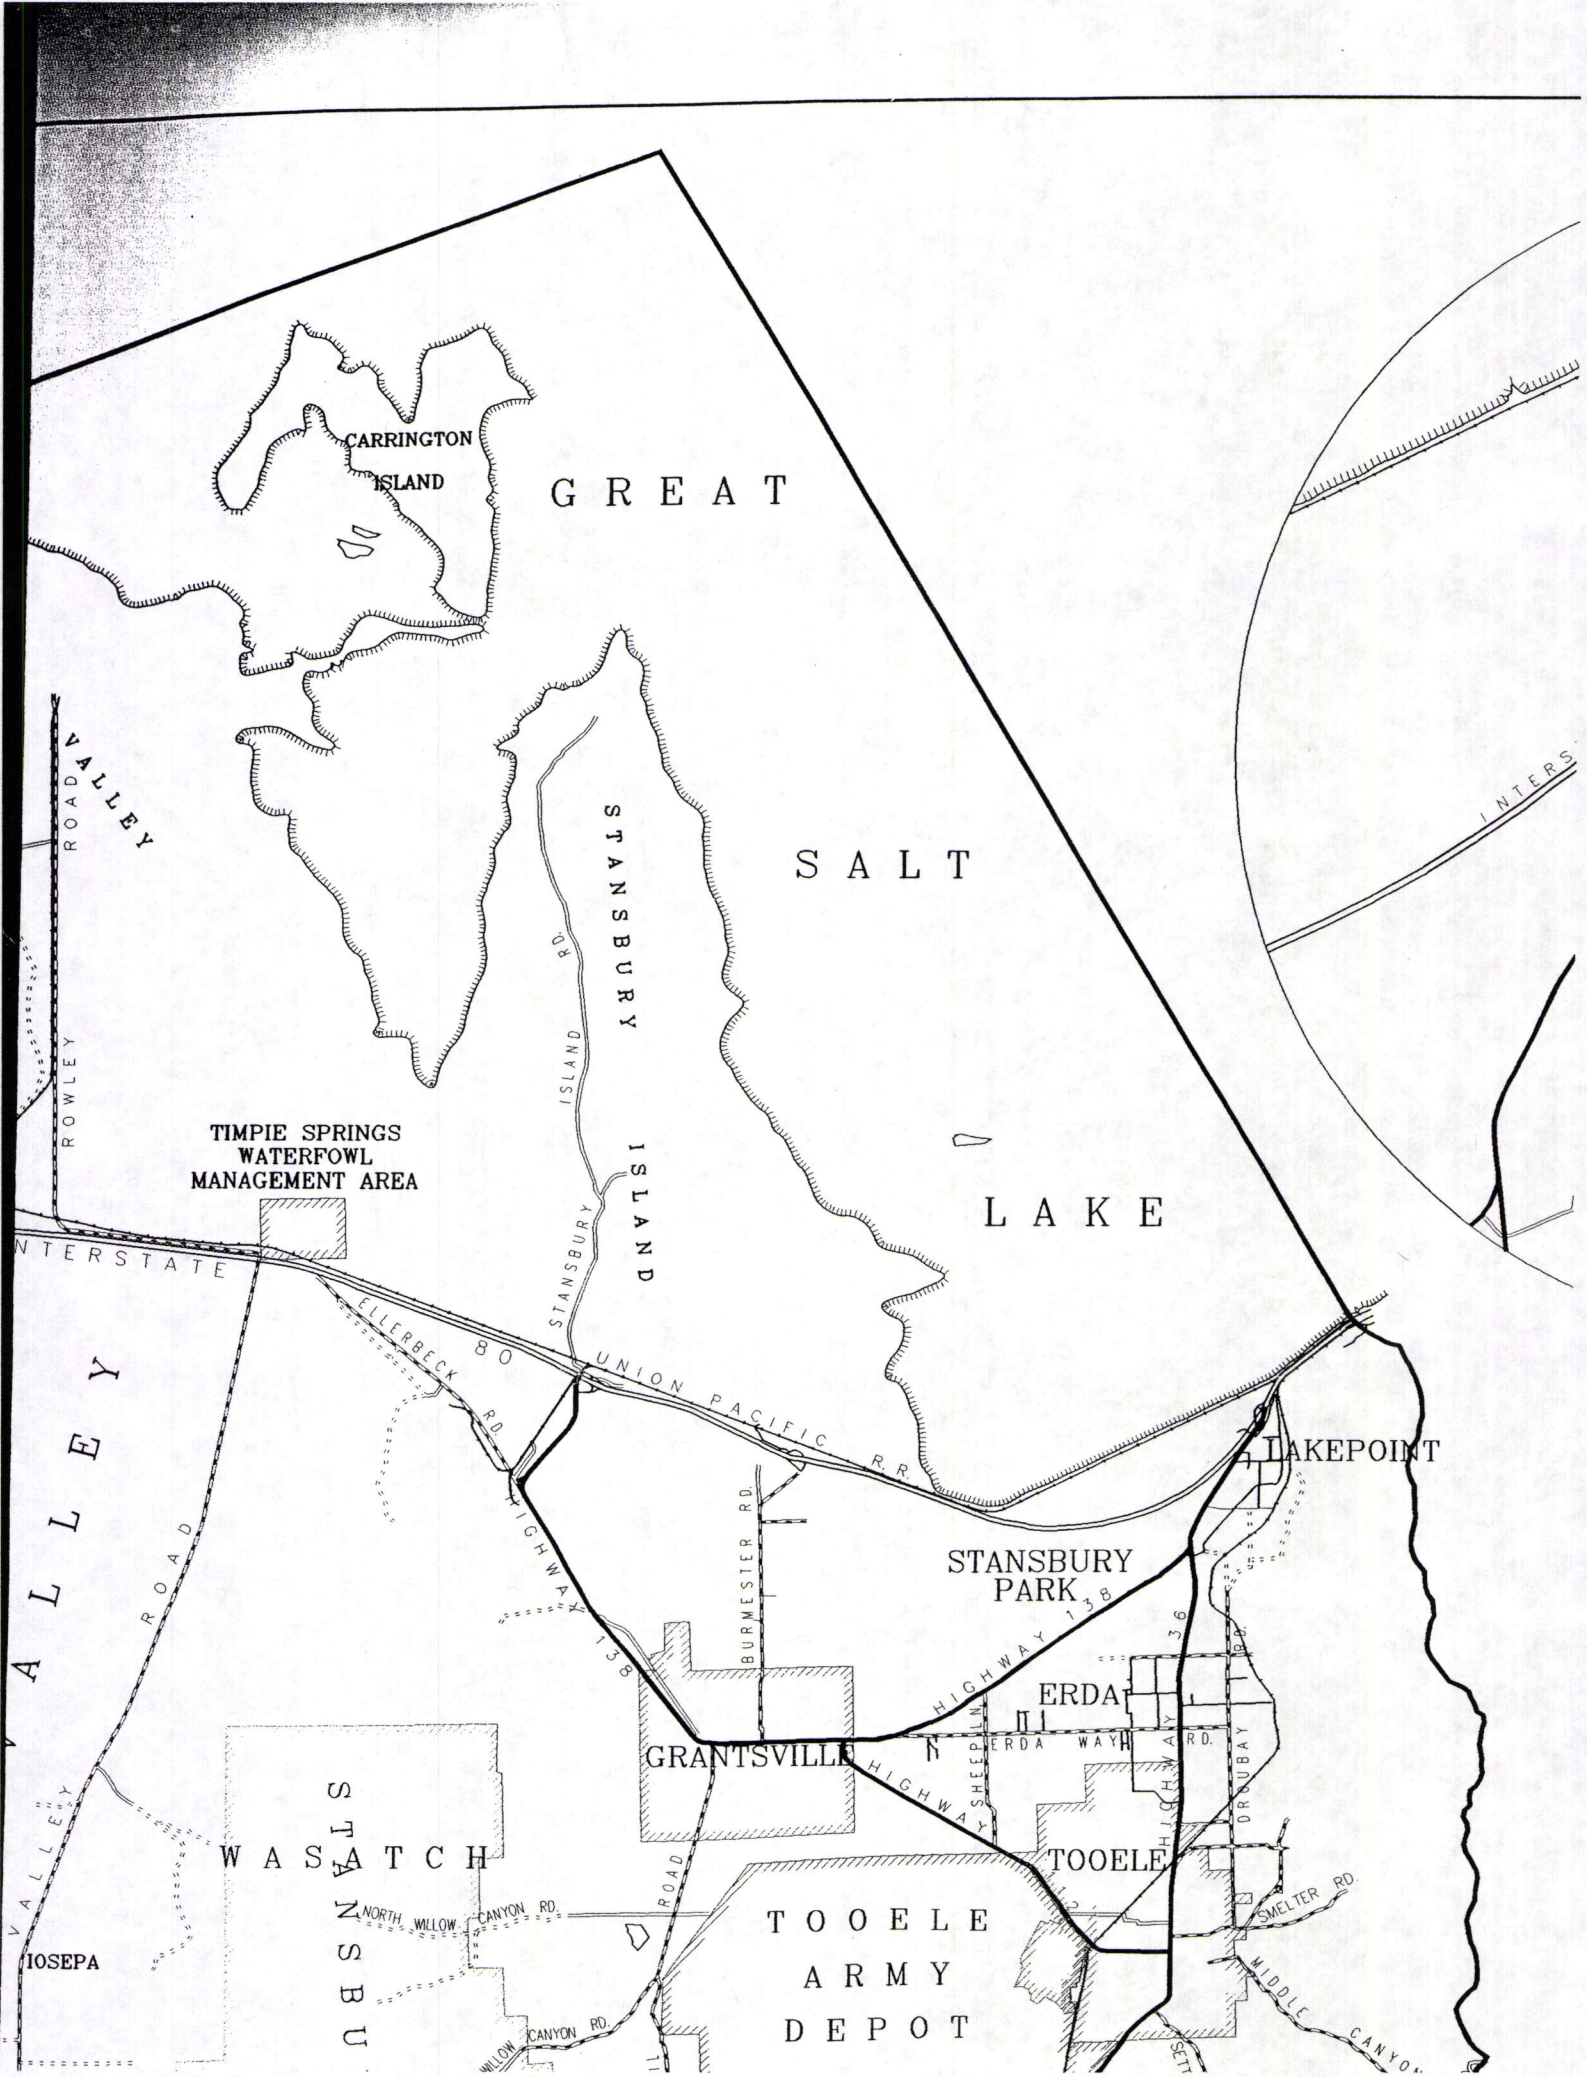 CARRINGTON
ISLAND
GREAT
VALLEY
ROAD
ROWLEY
STANSBURY
ISLAND
STANSBURY ISLAND RD.
SALT
LAKE
INTERS
TIMPIE SPRINGS
WATERFOWL
MANAGEMENT AREA
NTERSTATE
80
ELLERBECK RD.
UNION PACIFIC R.R.
LAKEPOINT
VALLEY
ROAD
VALLEY
HIGHWAY 138
BURMESTER RD.
STANSBURY
PARK
HIGHWAY 138
36
HIGHWAY
ERDA
ERDA WAY RD.
SHEEP LN.
DROUBAY RD.
GRANTSVILLE
HIGHWAY
TOOELE
WASATCH
STANSBU
NORTH WILLOW CANYON RD.
ROAD
SMELTER RD.
TOOELE
ARMY
DEPOT
IOSEPA
WILLOW CANYON RD.
MIDDLE CANYON
SETT